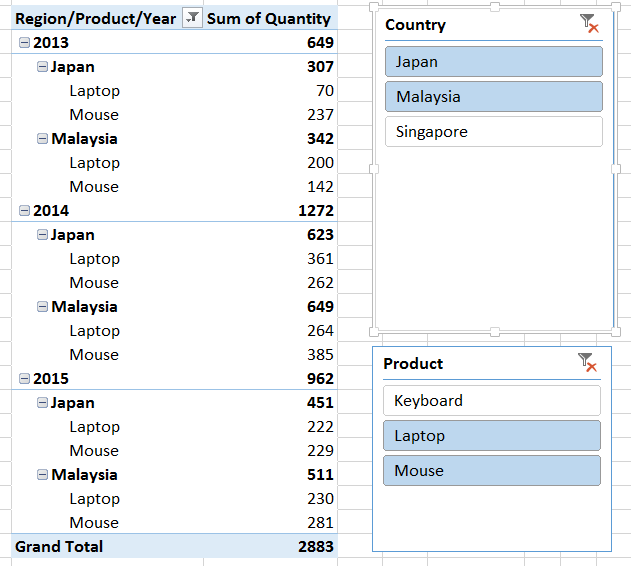 Region/Product/Year Sum of Quantity
2013 649
Japan 307
Laptop 70
Mouse 237
Malaysia 342
Laptop 200
Mouse 142
2014 1272
Japan 623
Laptop 361
Mouse 262
Malaysia 649
Laptop 264
Mouse 385
2015 962
Japan 451
Laptop 222
Mouse 229
Malaysia 511
Laptop 230
Mouse 281
Grand Total 2883
Country
Japan
Malaysia
Singapore
Product
Keyboard
Laptop
Mouse